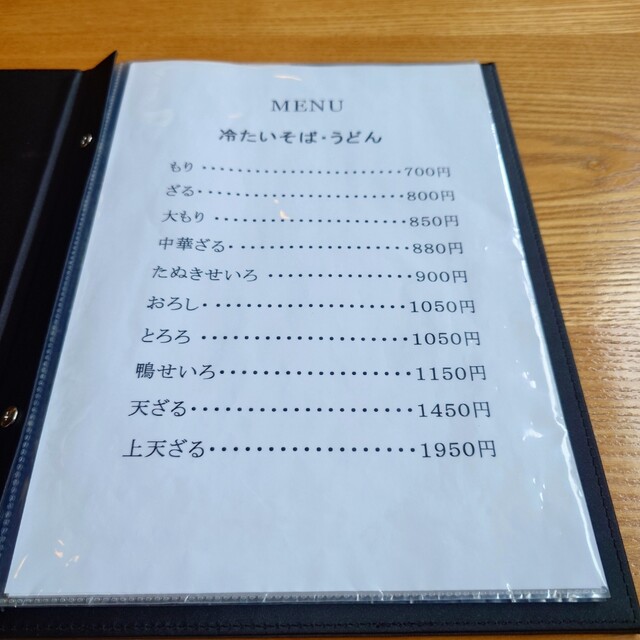 MENU
冷たいそば・うどん
もり・・・・・・・・・・・・・・・・・・・・・・700円
ざる・・・・・・・・・・・・・・・・・・・・・・800円
大もり・・・・・・・・・・・・・・・・・・・・850円
中華ざる・・・・・・・・・・・・・・・・・・880円
たぬきせいろ・・・・・・・・・・・・・・900円
おろし・・・・・・・・・・・・・・・・・・・1050円
とろろ・・・・・・・・・・・・・・・・・・・1050円
鴨せいろ・・・・・・・・・・・・・・・・・1150円
天ざる・・・・・・・・・・・・・・・・・・・1450円
上天ざる・・・・・・・・・・・・・・・・・1950円